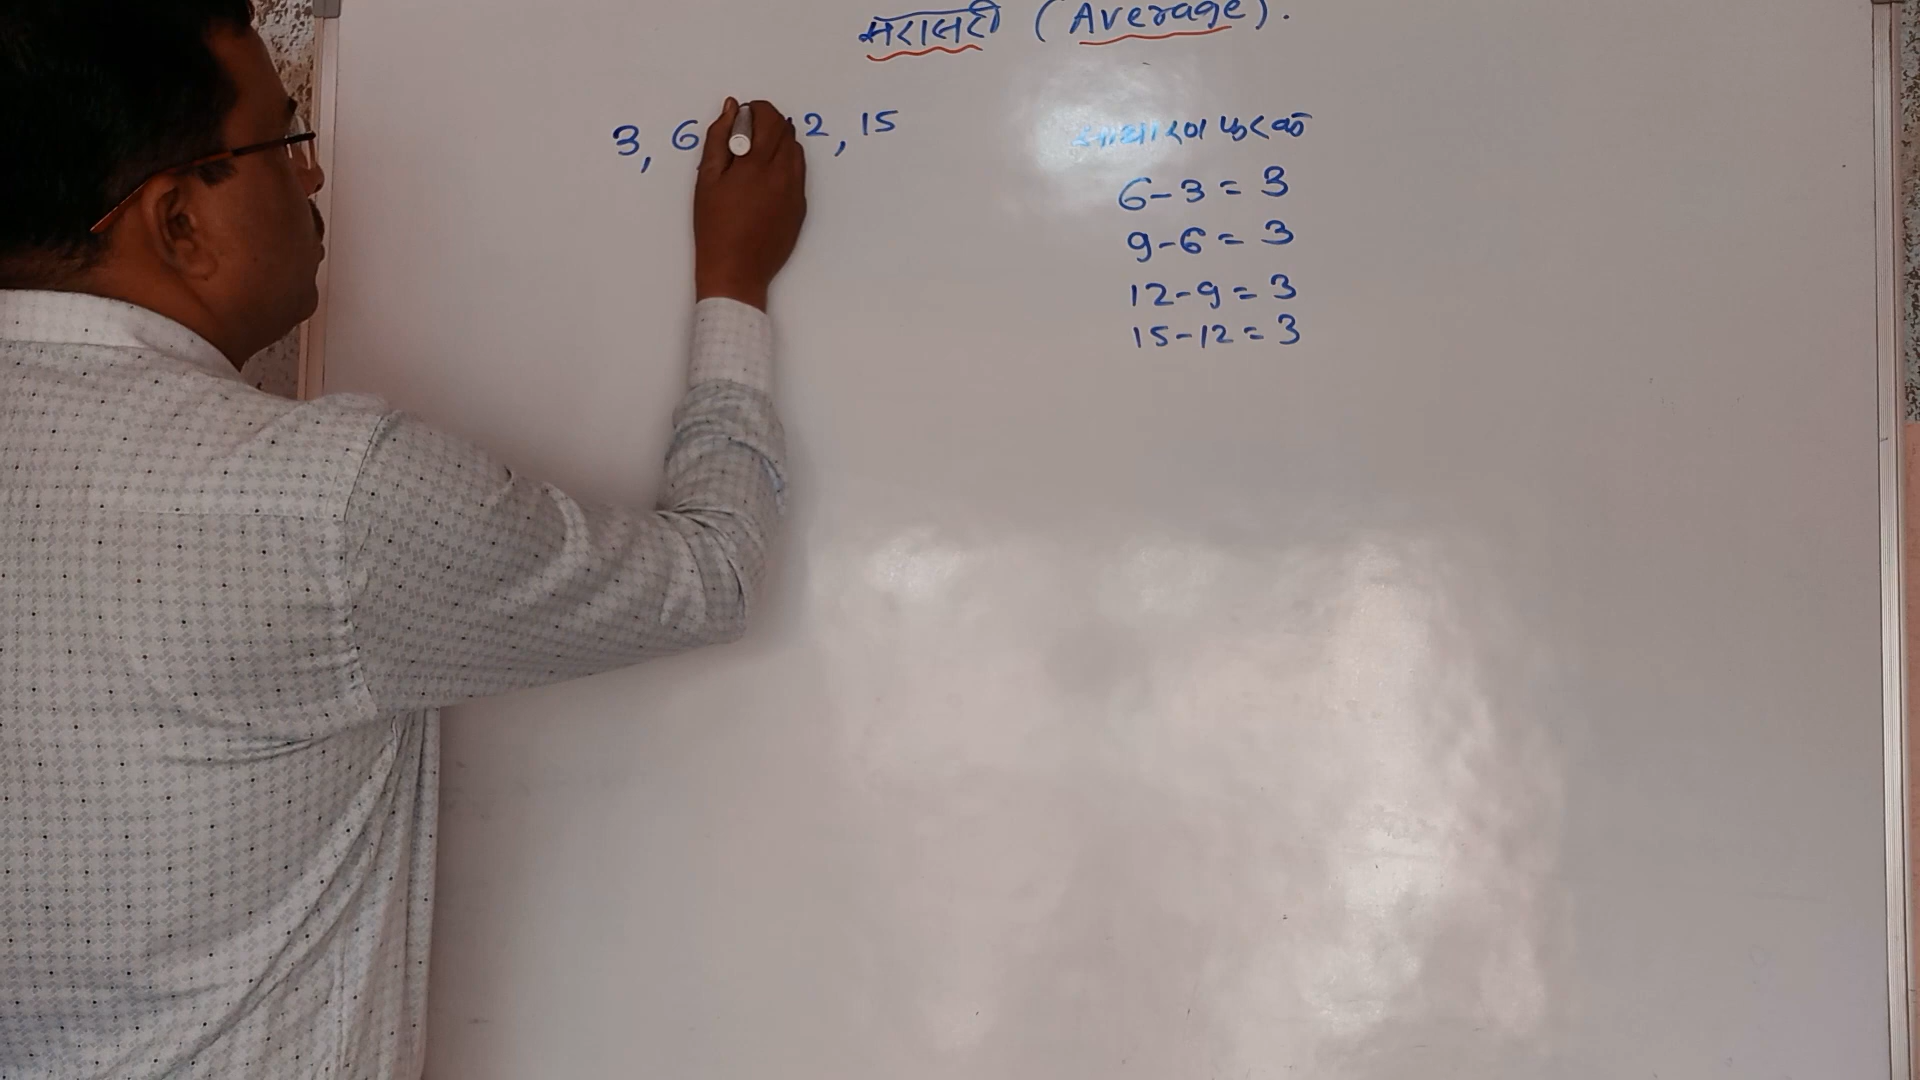 सरासरी (Average).
3, 6 12, 15
साधारण फरक
6-3 = 3
9-6 = 3
12-9 = 3
15-12 = 3